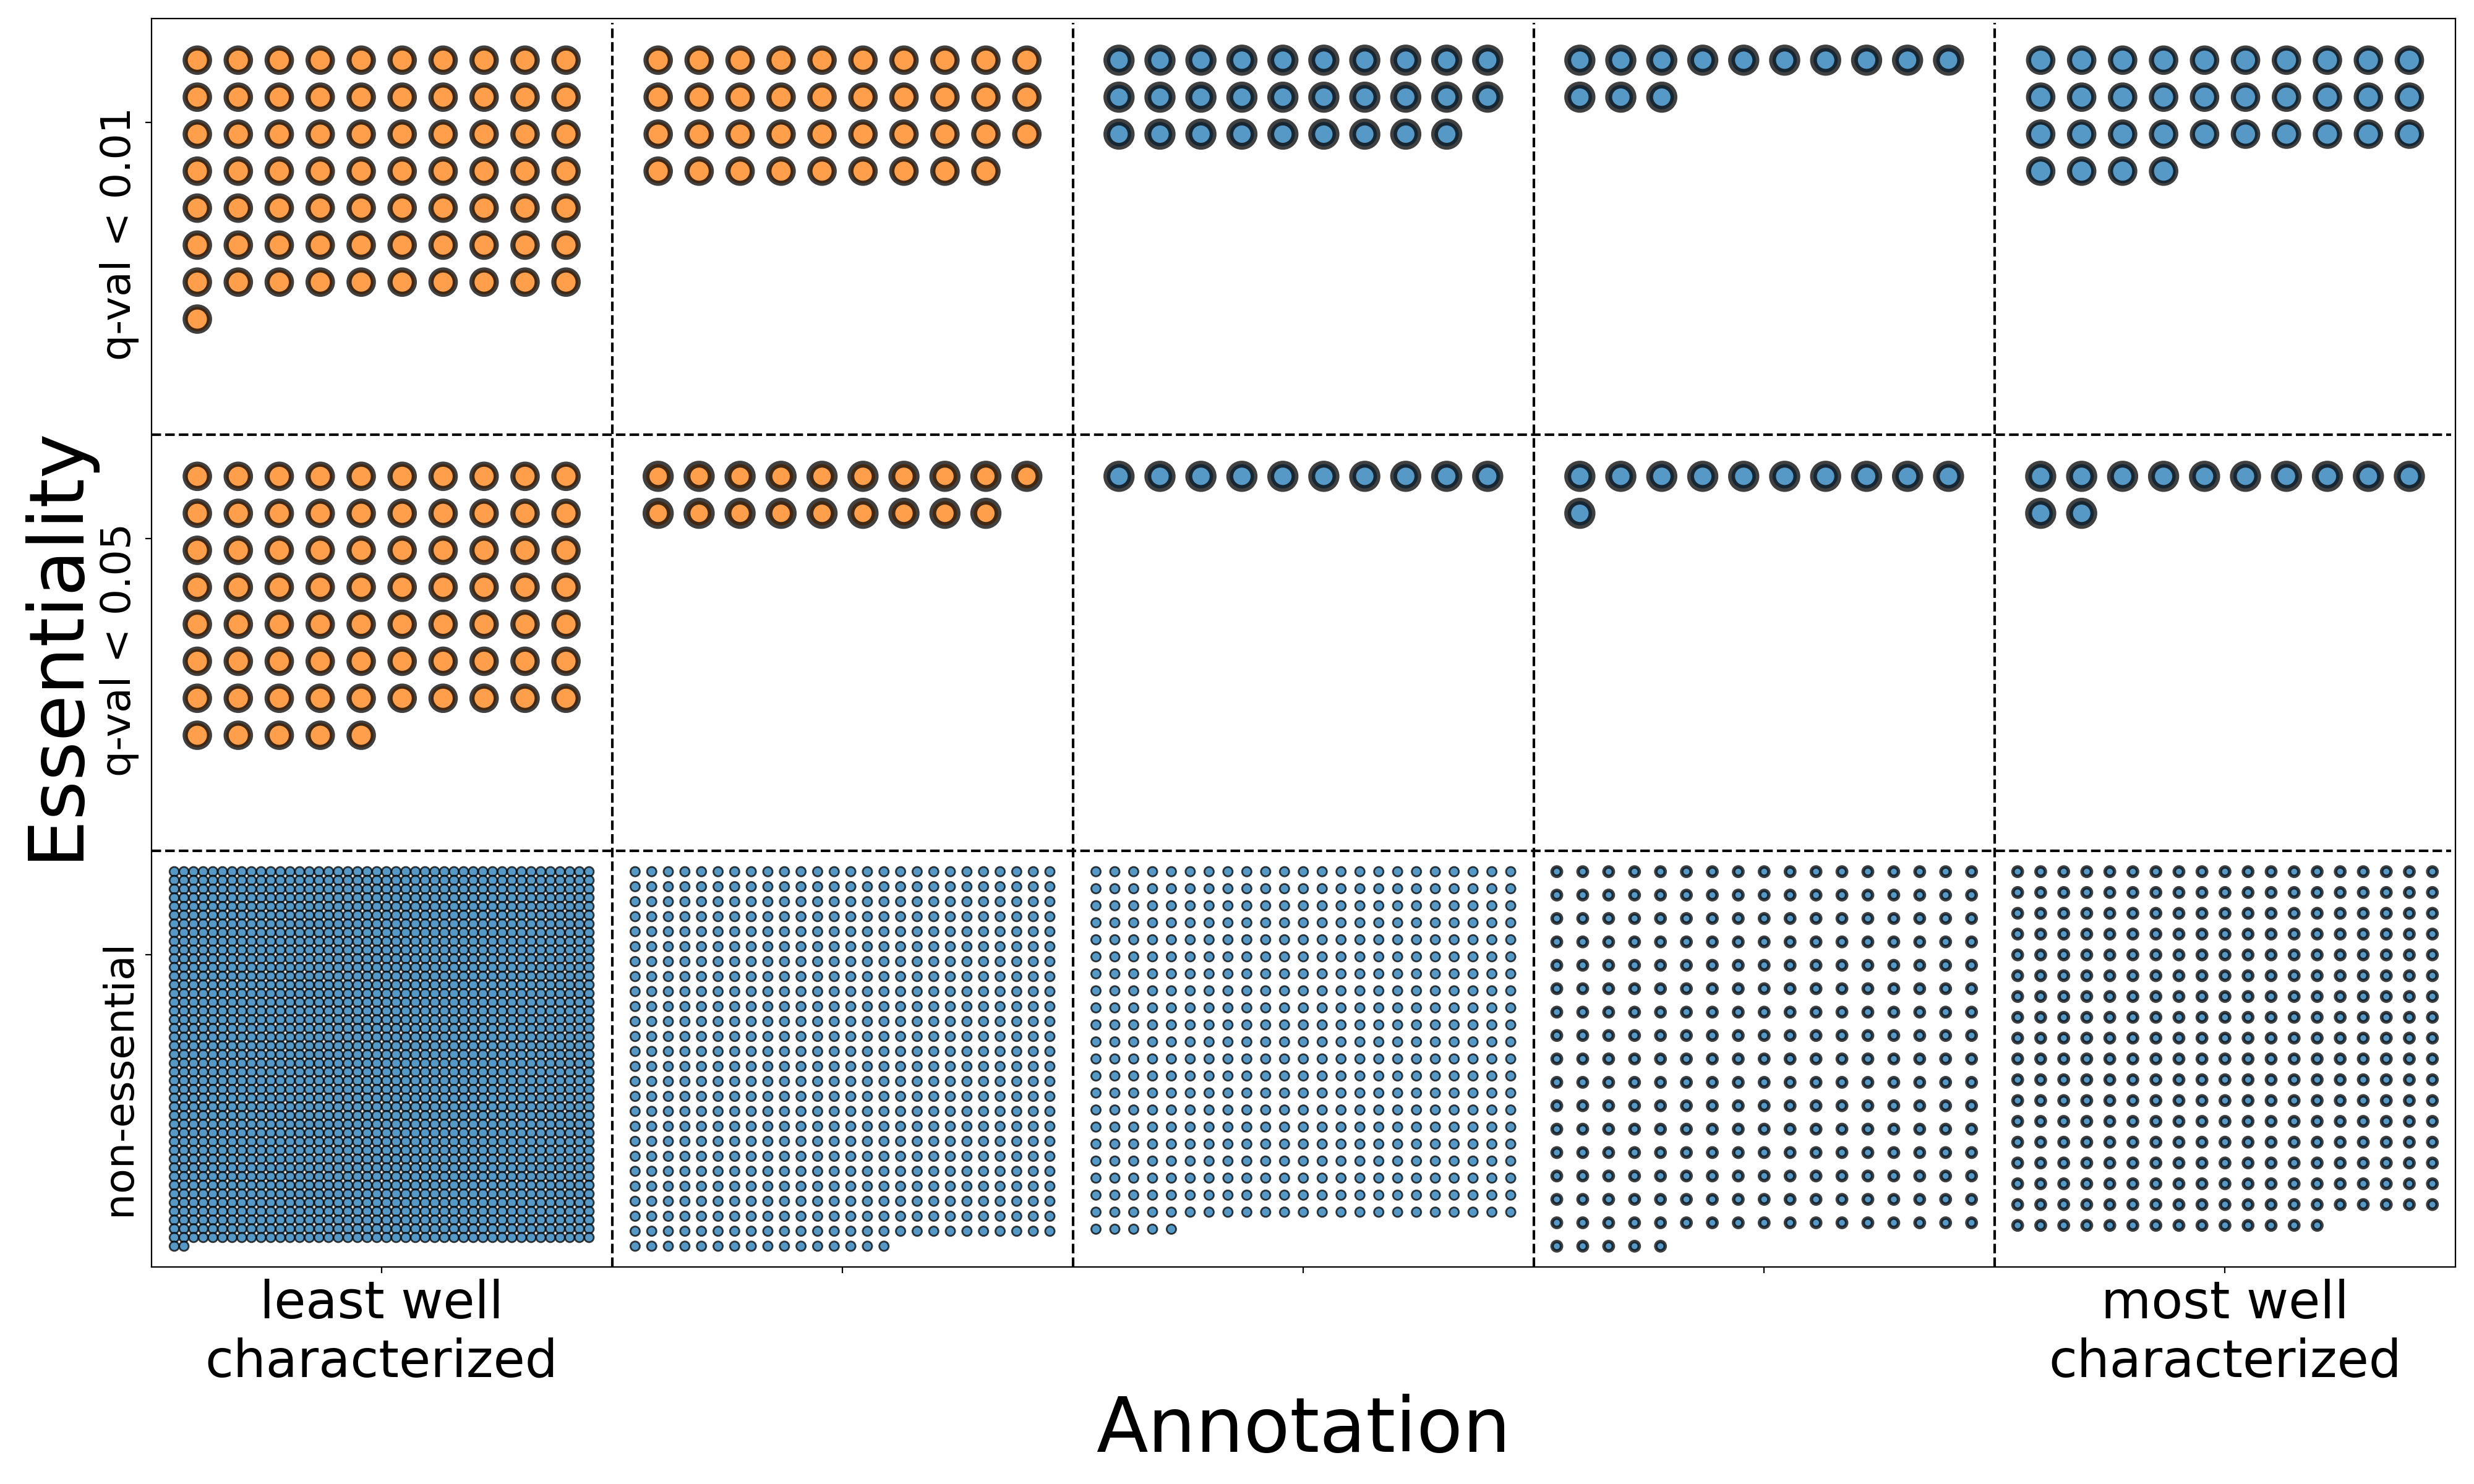 Essentiality
q-val < 0.01
q-val < 0.05
non-essential
least well
characterized
most well
characterized
Annotation